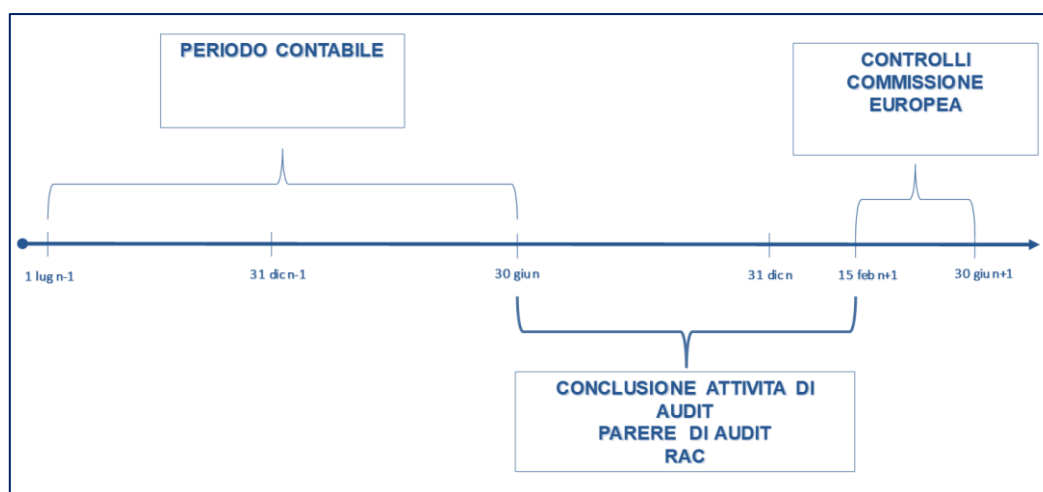 PERIODO CONTABILE
CONTROLLI
COMMISSIONE
EUROPEA
1 lug n-1
31 dic n-1
30 giu n
31 dic n
15 feb n+1
30 giu n+1
CONCLUSIONE ATTIVITA DI
AUDIT
PARERE DI AUDIT
RAC